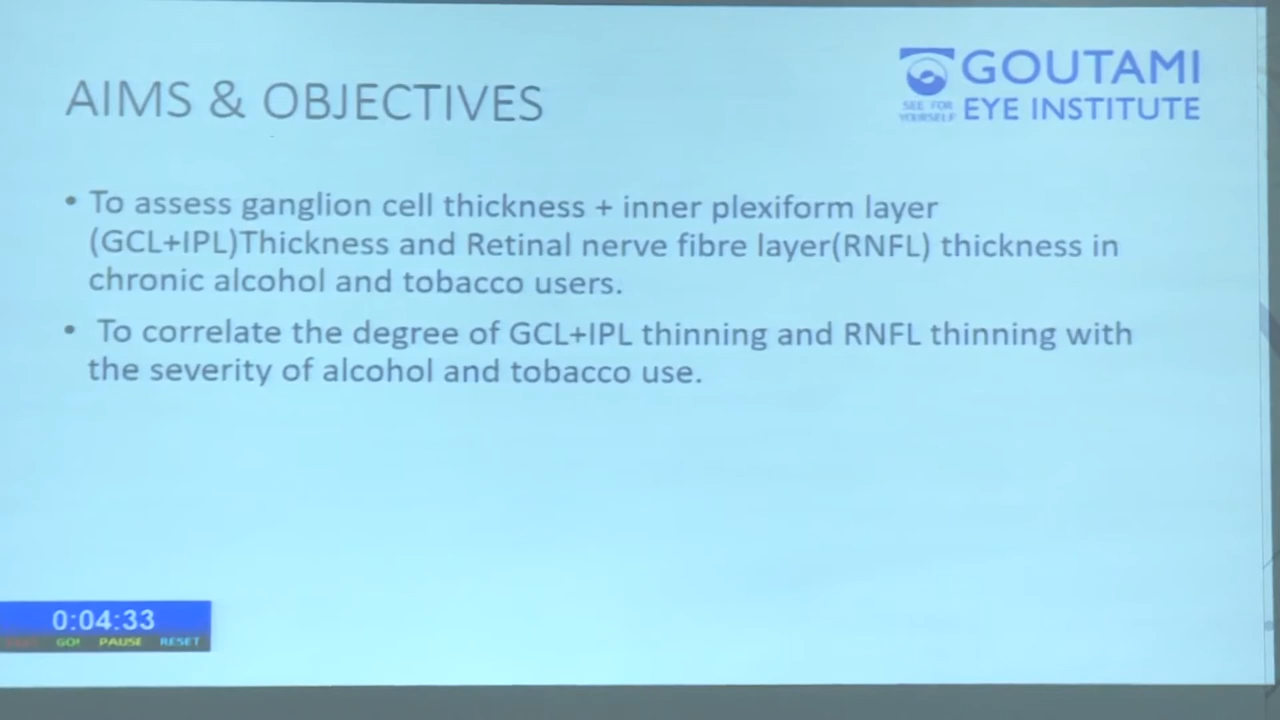 GOUTAMI
SEE FOR
YOURSELF
EYE INSTITUTE
AIMS & OBJECTIVES
• To assess ganglion cell thickness + inner plexiform layer
(GCL+IPL)Thickness and Retinal nerve fibre layer(RNFL) thickness in
chronic alcohol and tobacco users.
• To correlate the degree of GCL+IPL thinning and RNFL thinning with
the severity of alcohol and tobacco use.
0:04:33
GO! PAUSE RESET